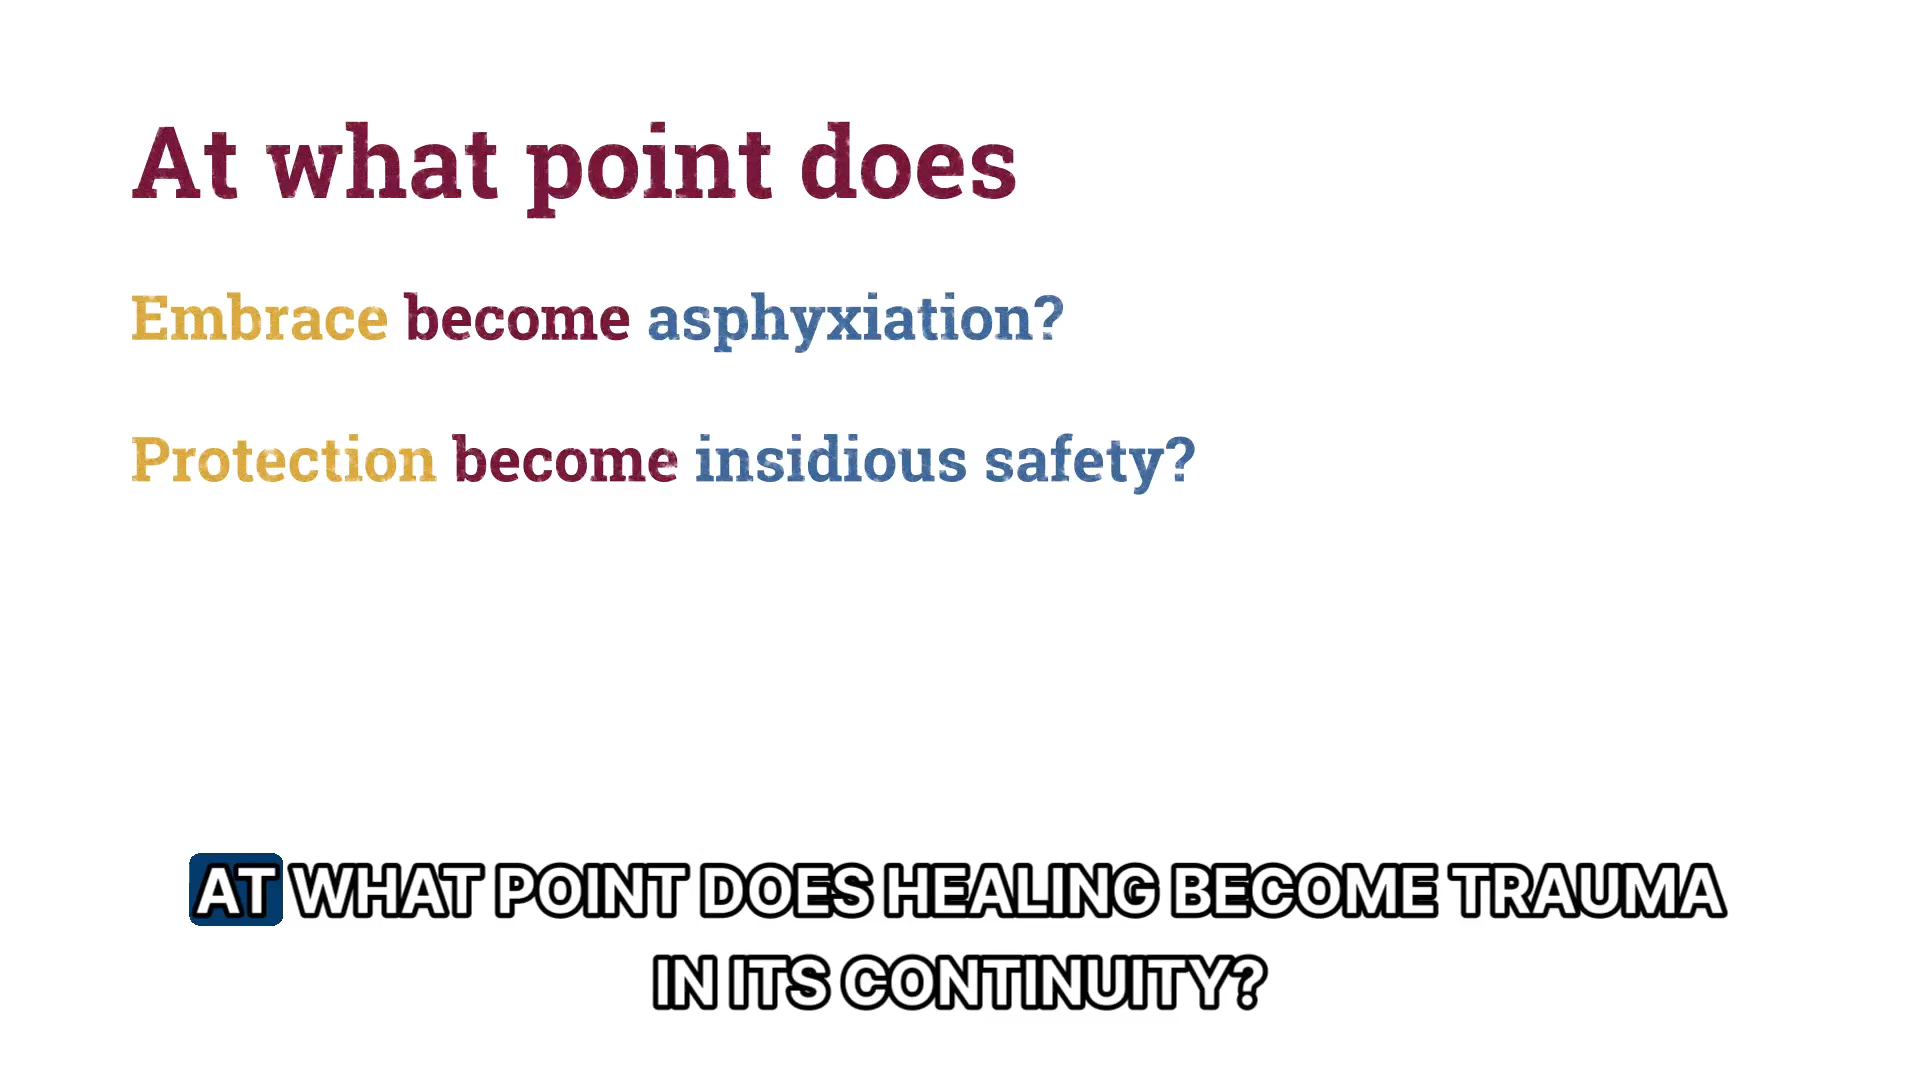 At what point does
Embrace become asphyxiation?
Protection become insidious safety?
AT WHAT POINT DOES HEALING BECOME TRAUMA
IN ITS CONTINUITY?